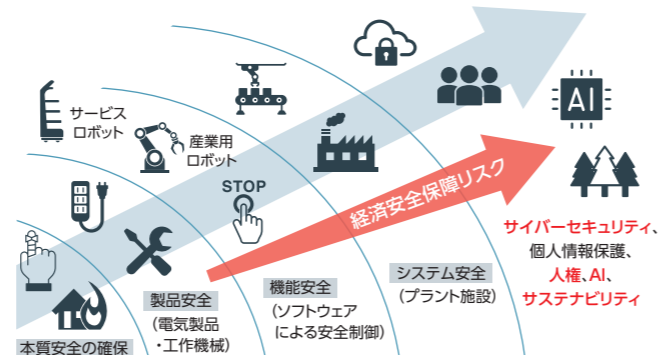 サービス
ロボット
産業用
ロボット
STOP
AI
経済安全保障リスク
サイバーセキュリティ、
個人情報保護、
人権、AI、
サステナビリティ
システム安全
（プラント施設）
機能安全
（ソフトウェア
による安全制御）
製品安全
（電気製品
・工作機械）
本質安全の確保